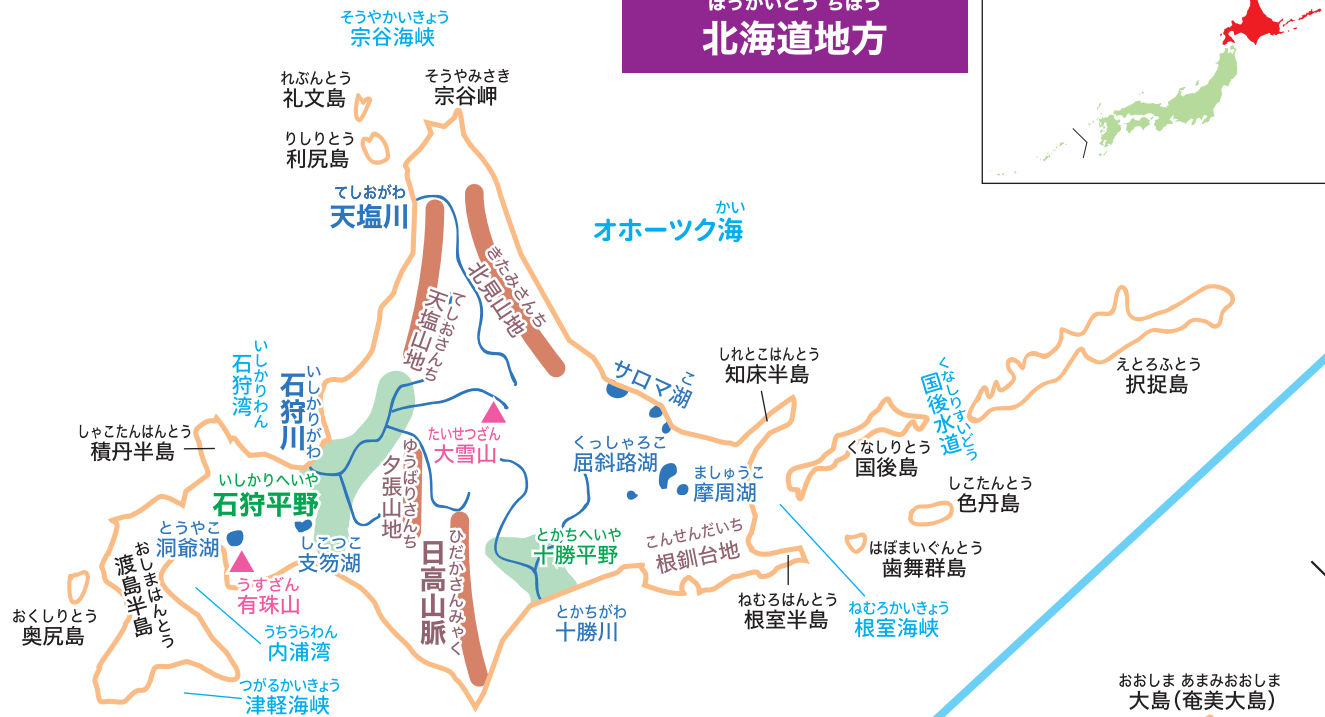 ほっかいどう ちほう
北海道地方
そうやかいきょう
宗谷海峡
れぶんとう
礼文島
そうやみさき
宗谷岬
りしりとう
利尻島
てしおがわ
天塩川
かい
オホーツク海
きたみさんち
北見山地
てしおさんち
天塩山地
いしかりわん
石狩湾
いしかりがわ
石狩川
こ
サロマ湖
しれとこはんとう
知床半島
くなしりすいどう
国後水道
えとろふとう
択捉島
しゃこたんはんとう
積丹半島
たいせつざん
大雪山
ゆうばりさんち
夕張山地
くっしゃろこ
屈斜路湖
ましゅうこ
摩周湖
くなしりとう
国後島
しこたんとう
色丹島
いしかりへいや
石狩平野
とうやこ
洞爺湖
しこつこ
支笏湖
ひだかさんみゃく
日高山脈
とかちへいや
十勝平野
こんせんだいち
根釧台地
はぼまいぐんとう
歯舞群島
おしまはんとう
渡島半島
うすざん
有珠山
おくしりとう
奥尻島
とかちがわ
十勝川
ねむろはんとう
根室半島
ねむろかいきょう
根室海峡
うちうらわん
内浦湾
つがるかいきょう
津軽海峡
おおしま あまみおおしま
大島(奄美大島)